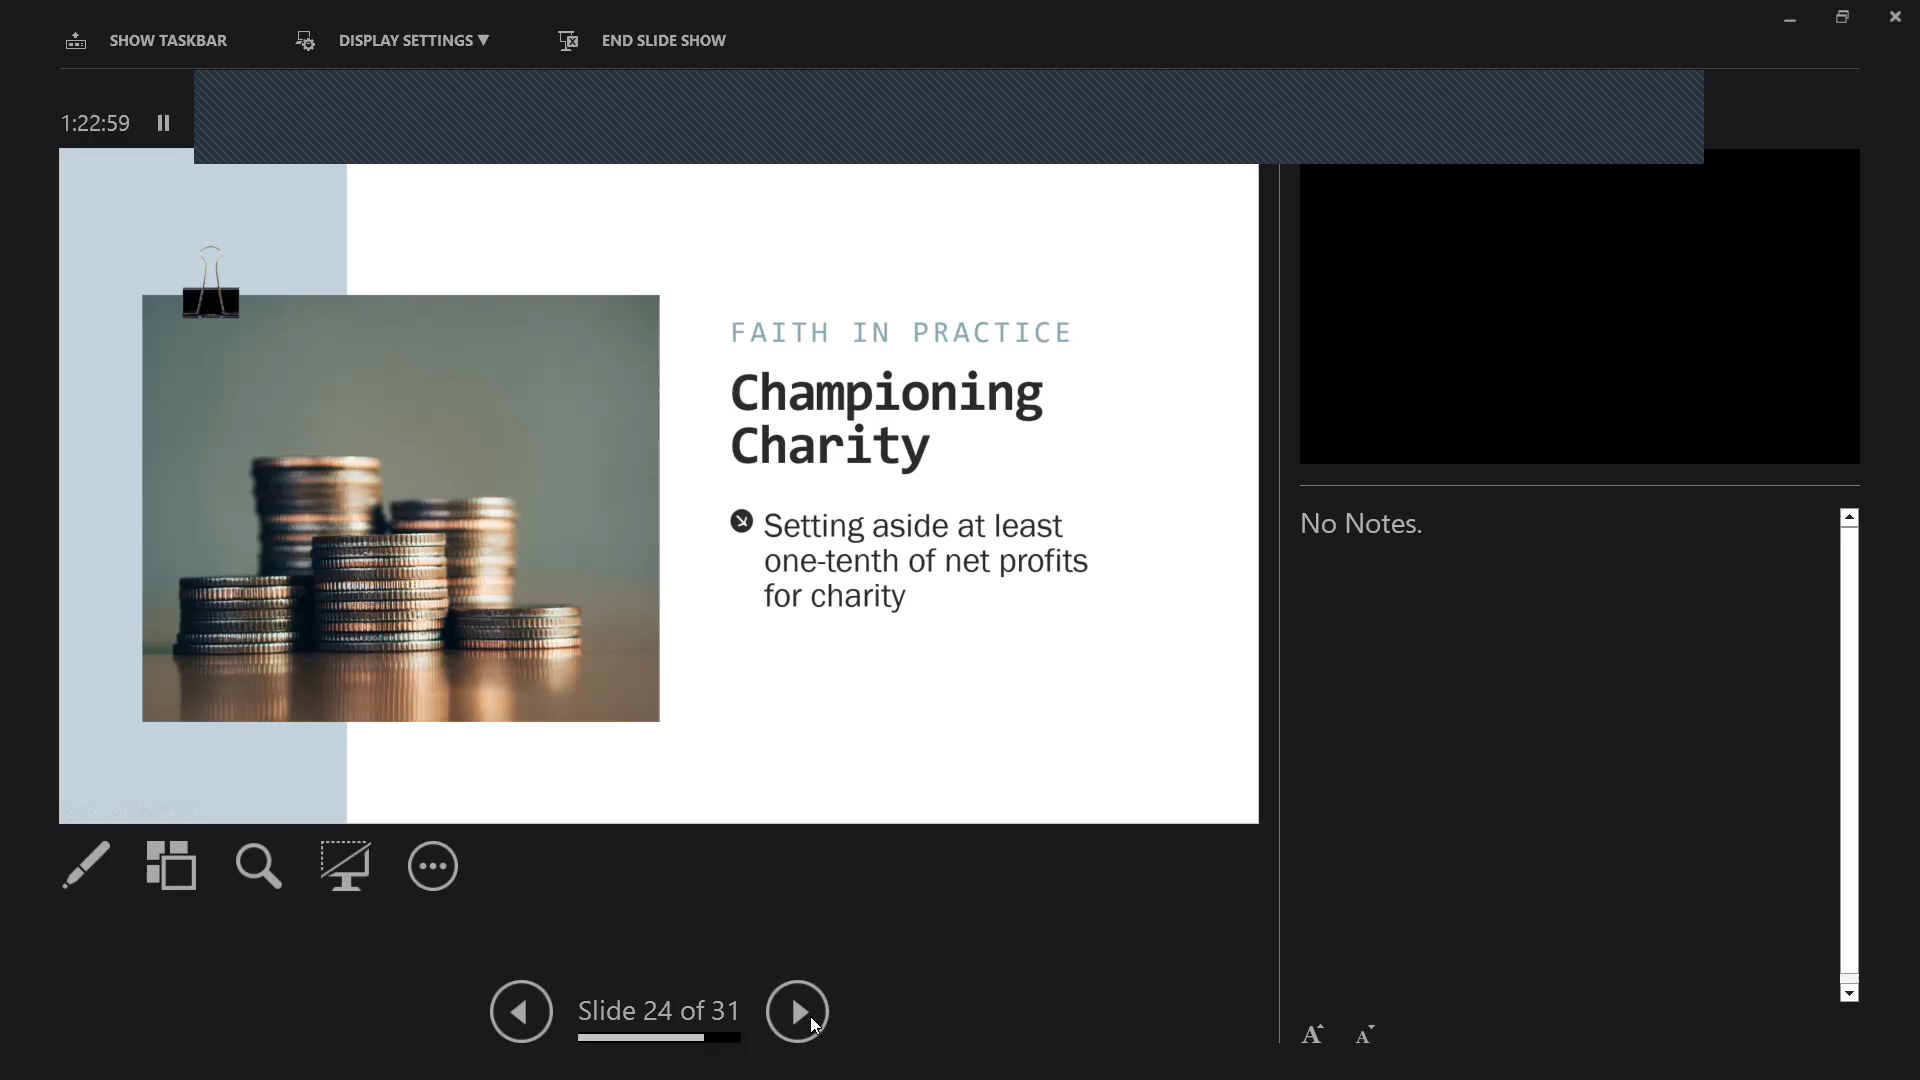 SHOW TASKBAR
DISPLAY SETTINGS
END SLIDE SHOW
1:22:59
FAITH IN PRACTICE
Championing
Charity
Setting aside at least
one-tenth of net profits
for charity
No Notes.
Slide 24 of 31
A A